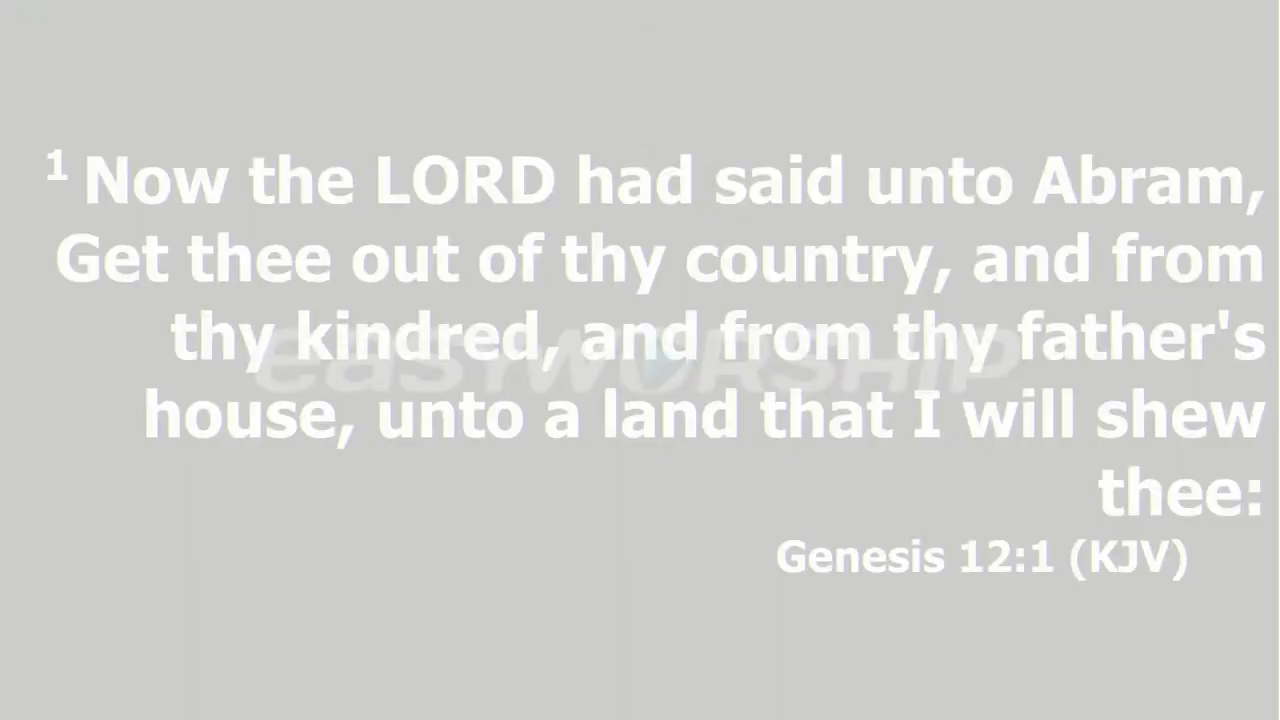 1 Now the LORD had said unto Abram,
Get thee out of thy country, and from
thy kindred, and from thy father's
easyworship
house, unto a land that I will shew
thee:
Genesis 12:1 (KJV)